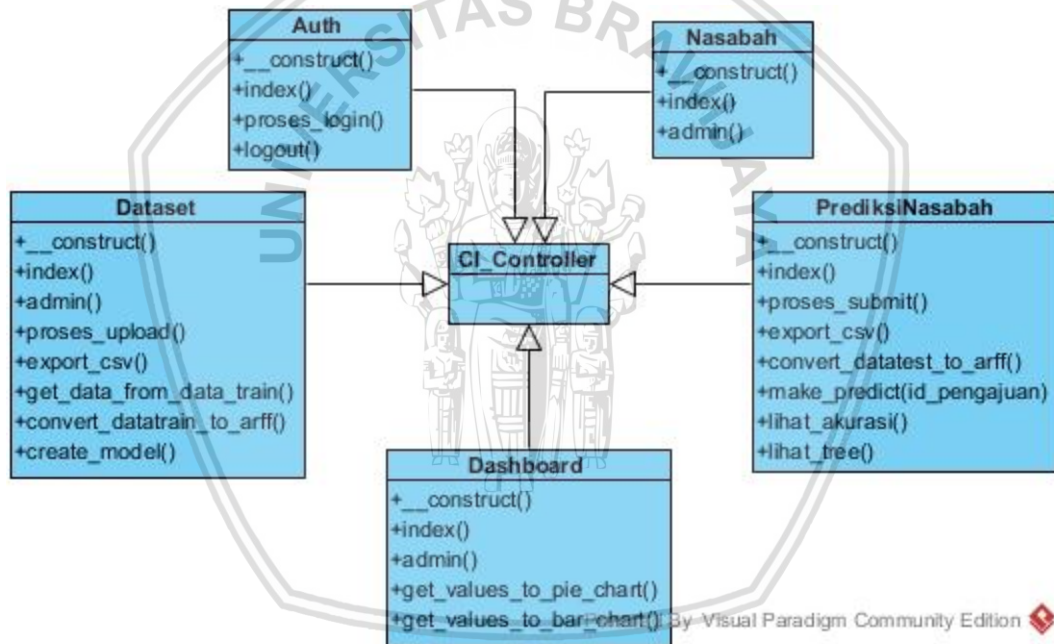 UNIVERSITAS BRAWIJAYA
Auth
+__construct()
+index()
+proses_login()
+logout()
Nasabah
+__construct()
+index()
+admin()
Dataset
+__construct()
+index()
+admin()
+proses_upload()
+export_csv()
+get_data_from_data_train()
+convert_datatrain_to_arff()
+create_model()
CI_Controller
PrediksiNasabah
+__construct()
+index()
+proses_submit()
+export_csv()
+convert_datatest_to_arff()
+make_predict(id_pengajuan)
+lihat_akurasi()
+lihat_tree()
Dashboard
+__construct()
+index()
+admin()
+get_values_to_pie_chart()
+get_values_to_bar_chart()
By Visual Paradigm Community Edition